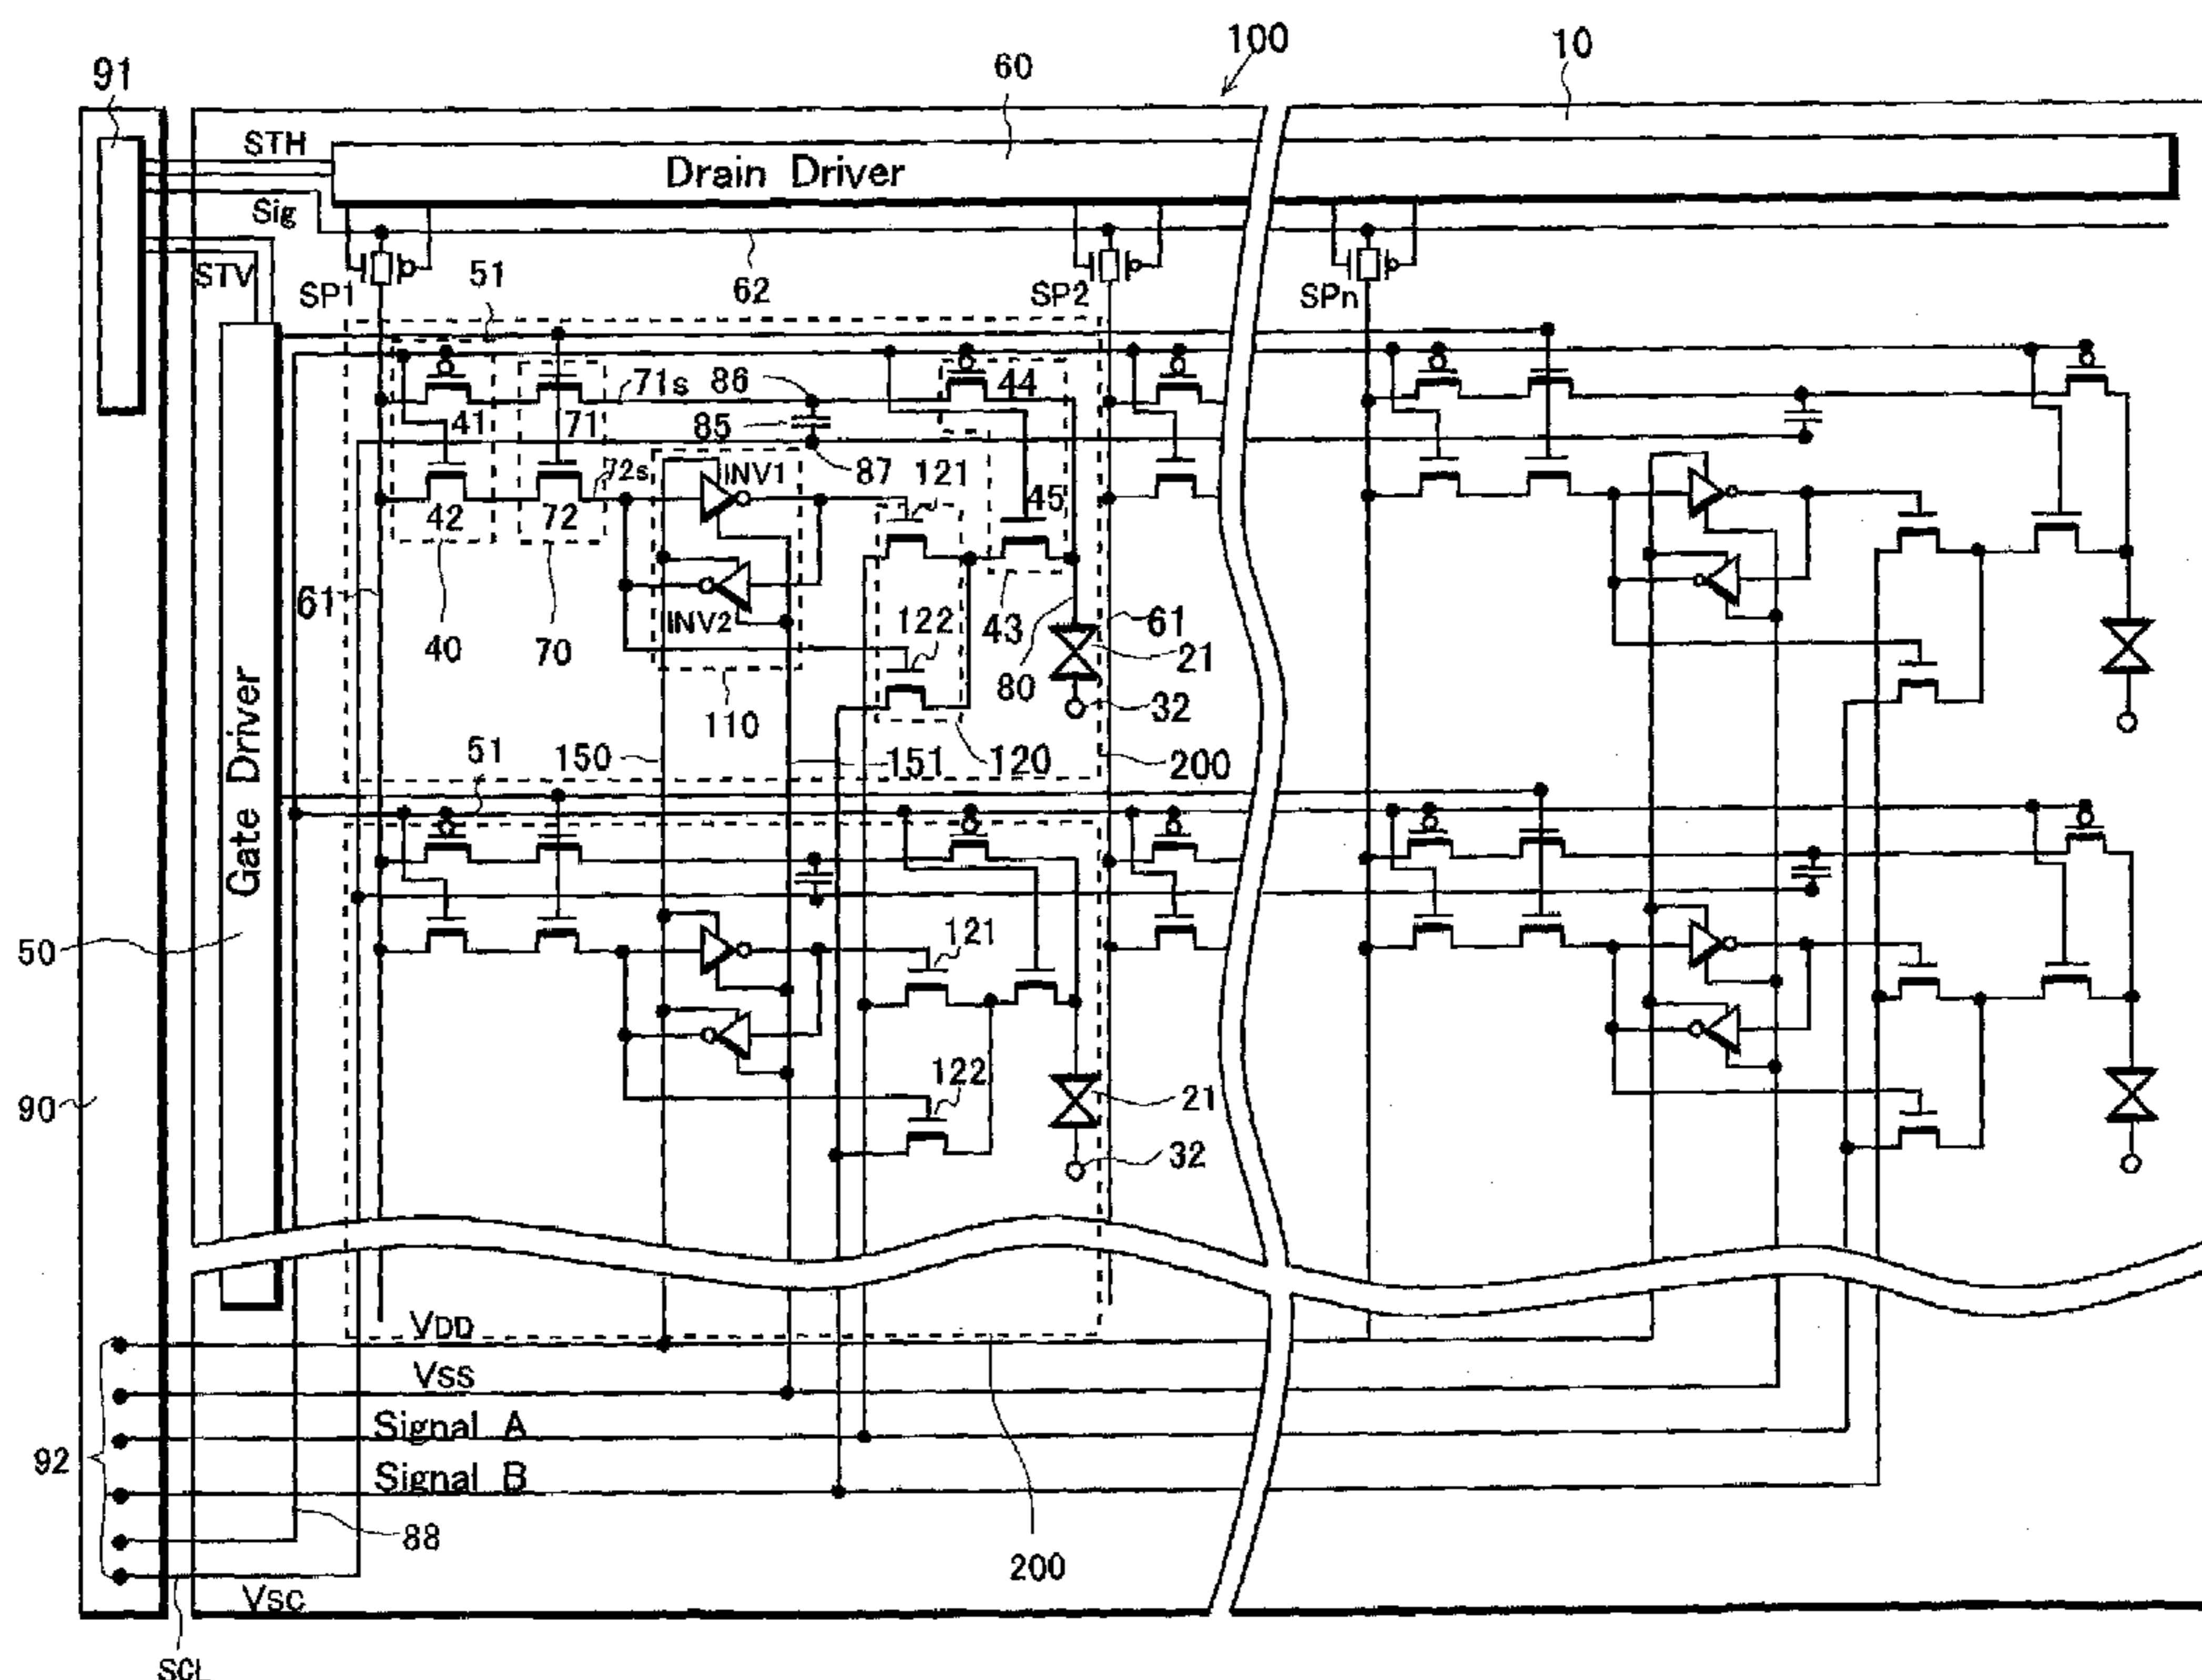 100
10
91
60
STH
Drain Driver
Sig
STV
51
SP1
62
SP2
SPn
71s
86
44
41
71
85
72s
INV1
87
121
42
72
45
61
INV2
122
43
61
40
70
80
21
110
32
Gate Driver
51
150
151
120
200
50
121
122
90
21
32
VDD
VSS
Signal A
92
Signal B
88
200
VSC
SCL